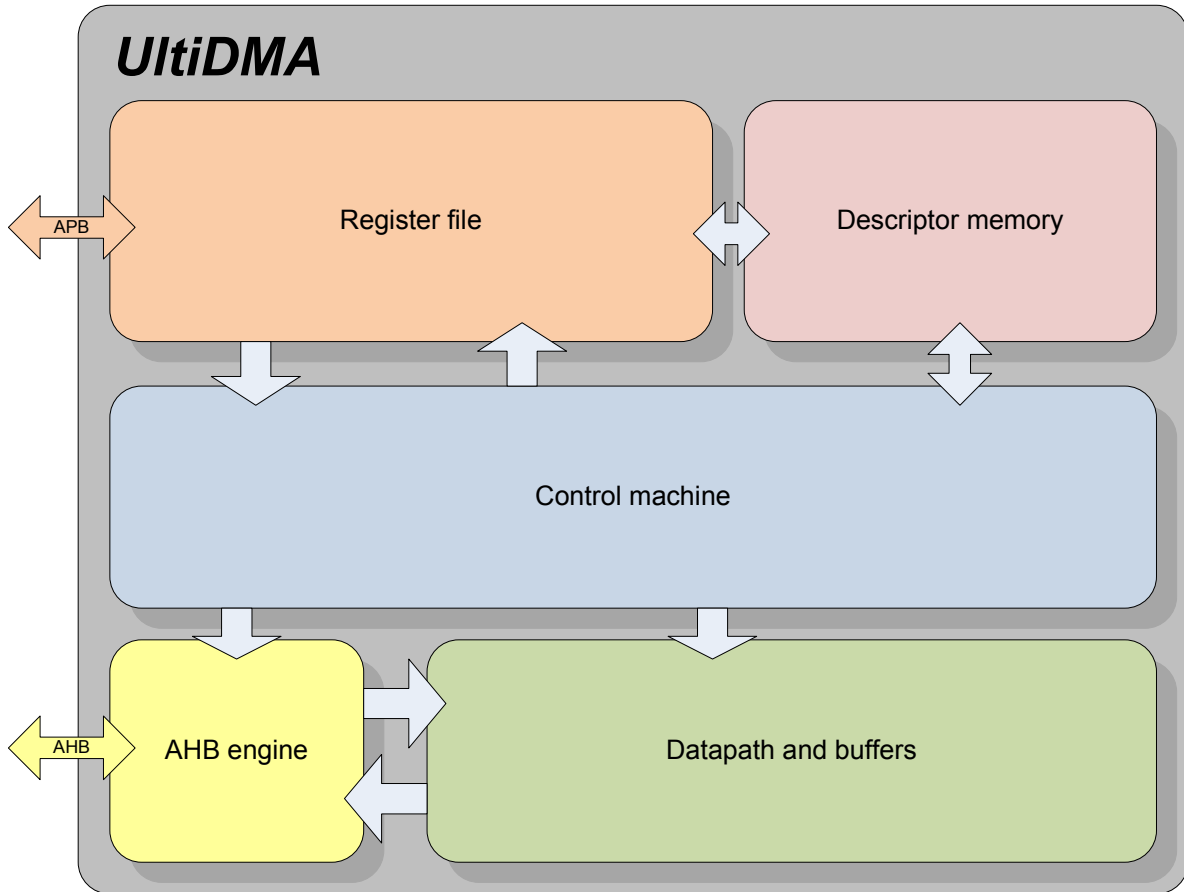 UltiDMA
Register file
Descriptor memory
APB
Control machine
AHB
AHB engine
Datapath and buffers